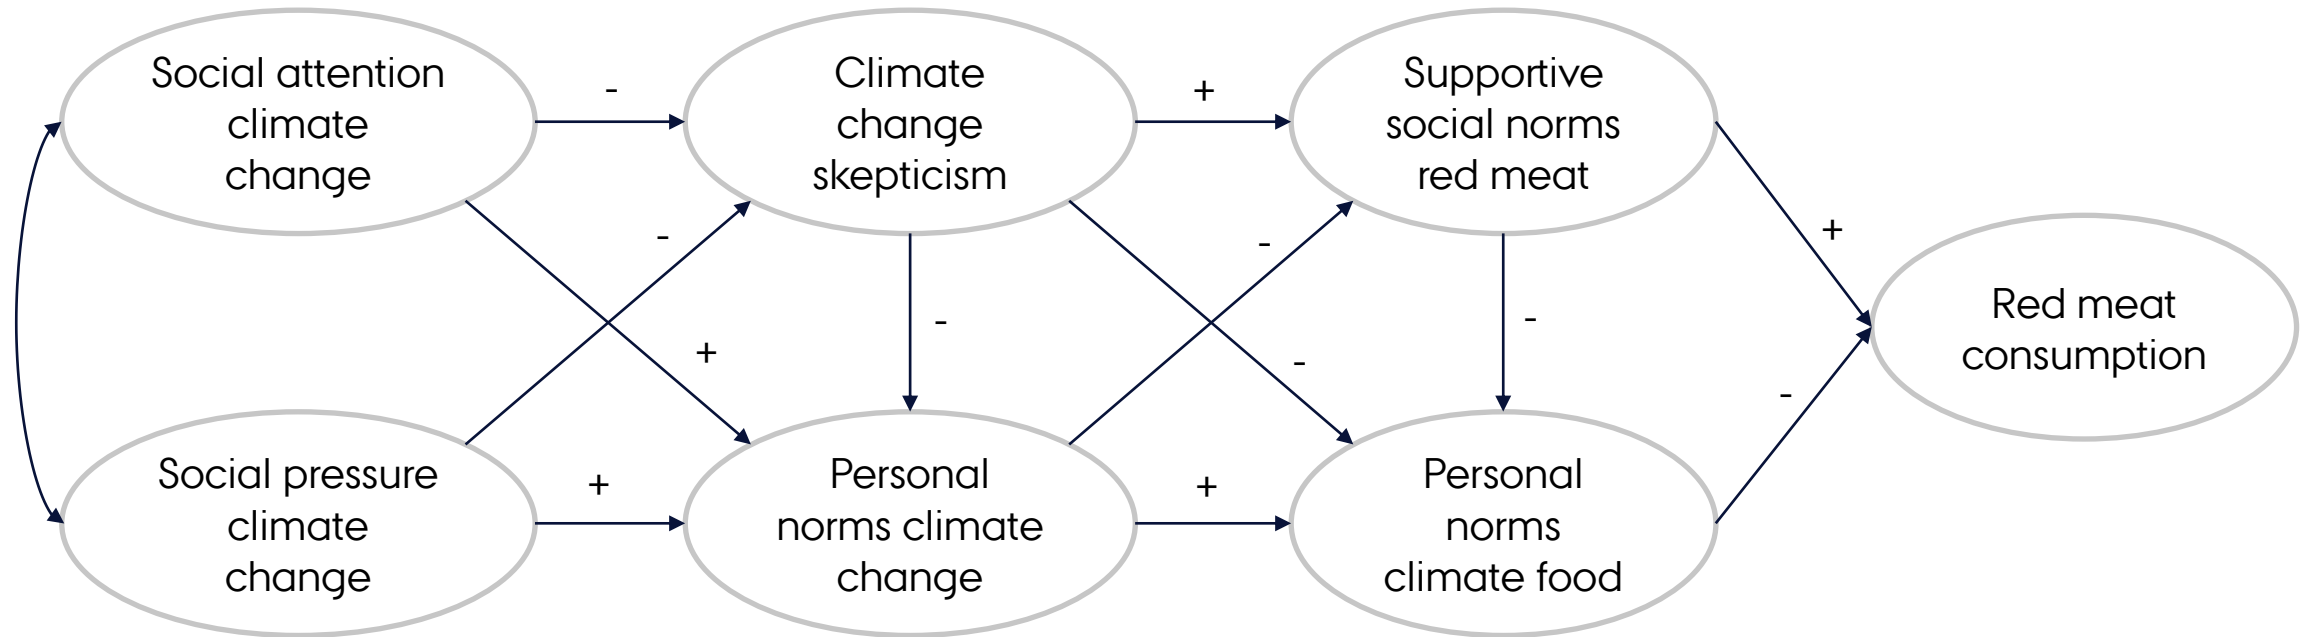 Social attention
climate
change
-
Climate
change
skepticism
+
Supportive
social norms
red meat
-
+
-
-
-
-
+
-
Red meat
consumption
Social pressure
climate
change
+
Personal
norms climate
change
+
Personal
norms
climate food